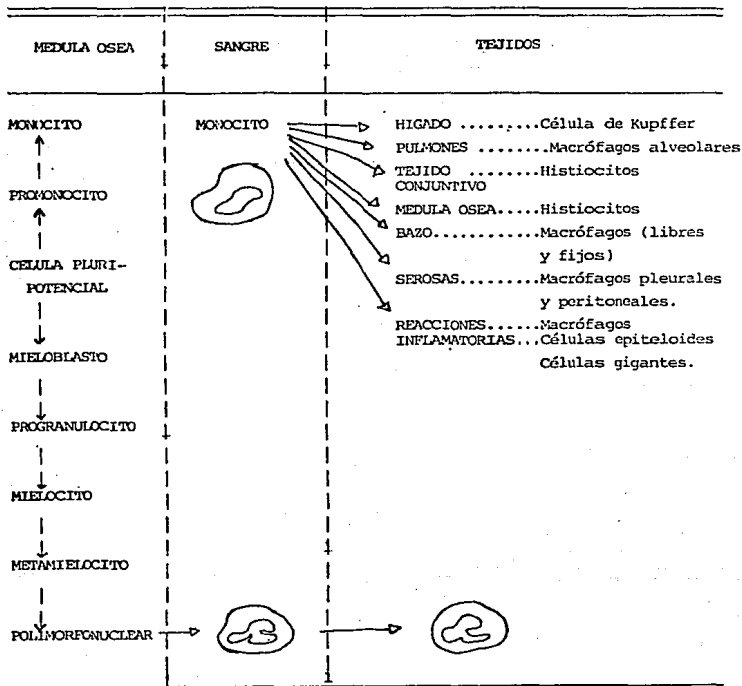 MEDULA OSEA SANGRE TEJIDOS
MONOCITO MONOCITO HIGADO ..........Célula de Kupffer
PULMONES ........Macrófagos alveolares
TEJIDO ........Histiocitos
CONJUNTIVO
PROMONOCITO
MEDULA OSEA.....Histiocitos
BAZO............Macrófagos (libres
y fijos)
CELULA PLURI-
POTENCIAL
SEROSAS.........Macrófagos pleurales
y peritoneales.
REACCIONES......Macrófagos
INFLAMATORIAS...Células epiteloides
Células gigantes.
MIELOBLASTO
PROGRANULOCITO
MIELOCITO
METAMIELOCITO
POLIMORFONUCLEAR